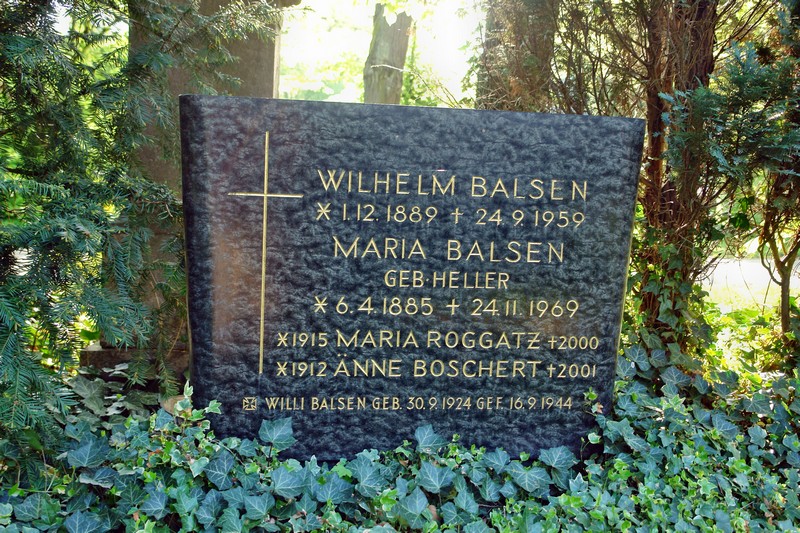 WILHELM BALSEN
* 1.12.1889 † 24.9.1959
MARIA BALSEN
GEB·HELLER
* 6.4.1885 † 24.11.1969
*1915 MARIA ROGGATZ †2000
*1912 ÄNNE BOSCHERT †2001
WILLI BALSEN GEB. 30.9.1924 GEF. 16.9.1944